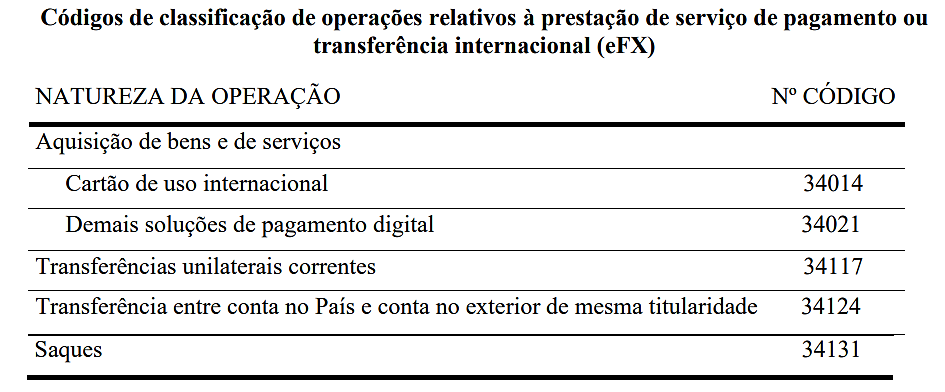 Códigos de classificação de operações relativos à prestação de serviço de pagamento ou
transferência internacional (eFX)
NATUREZA DA OPERAÇÃO Nº CÓDIGO
Aquisição de bens e de serviços
Cartão de uso internacional 34014
Demais soluções de pagamento digital 34021
Transferências unilaterais correntes 34117
Transferência entre conta no País e conta no exterior de mesma titularidade 34124
Saques 34131